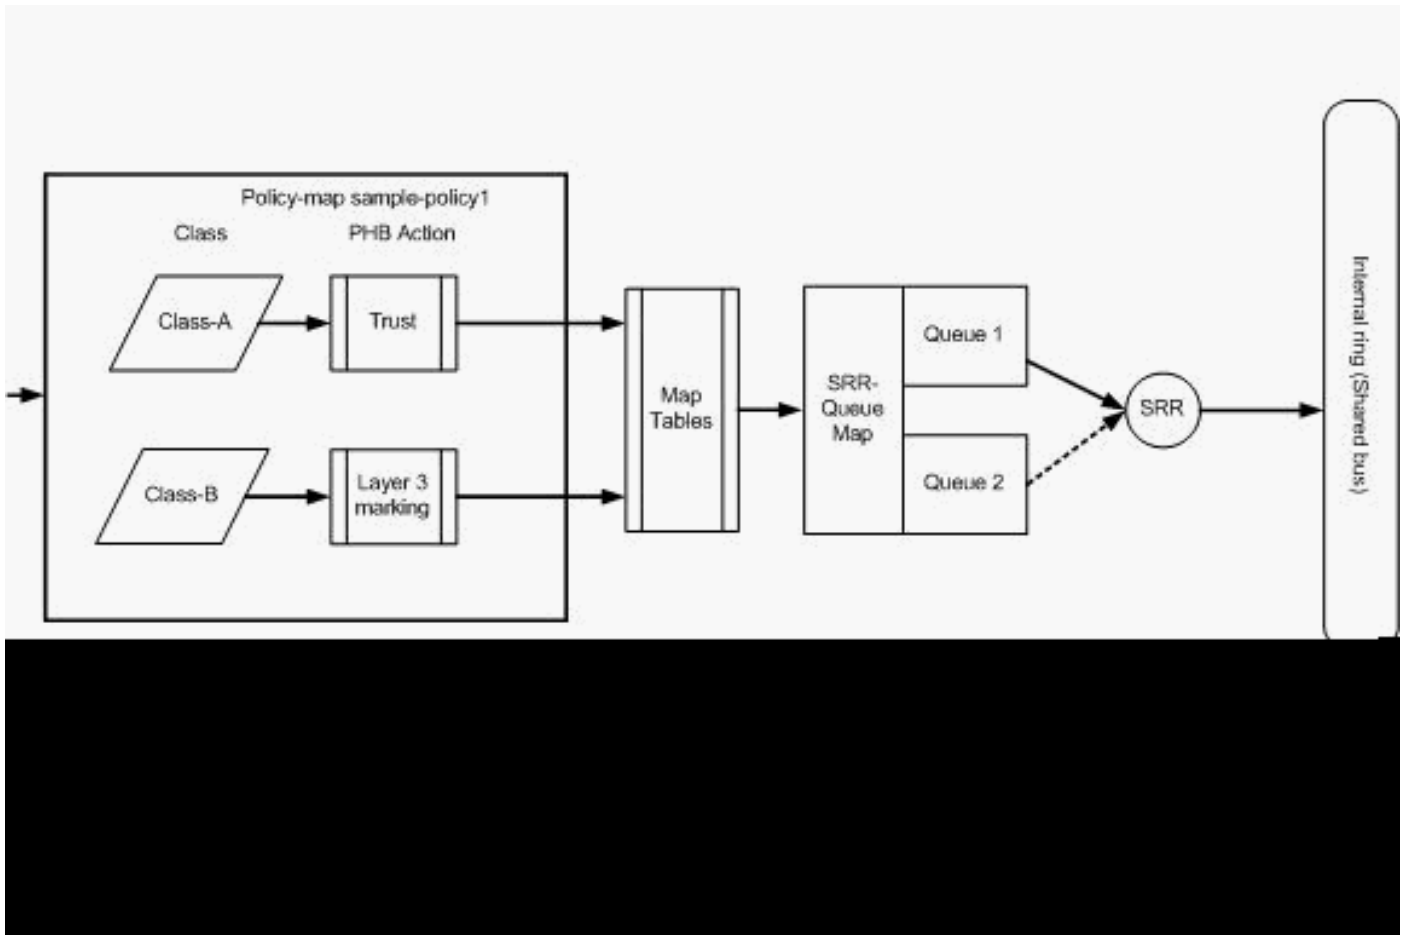 Policy-map sample-policy1
Class
PHB Action
Class-A
Trust
Class-B
Layer 3
marking
Map
Tables
SRR-
Queue
Map
Queue 1
Queue 2
SRR
Internal ring (Shared bus)